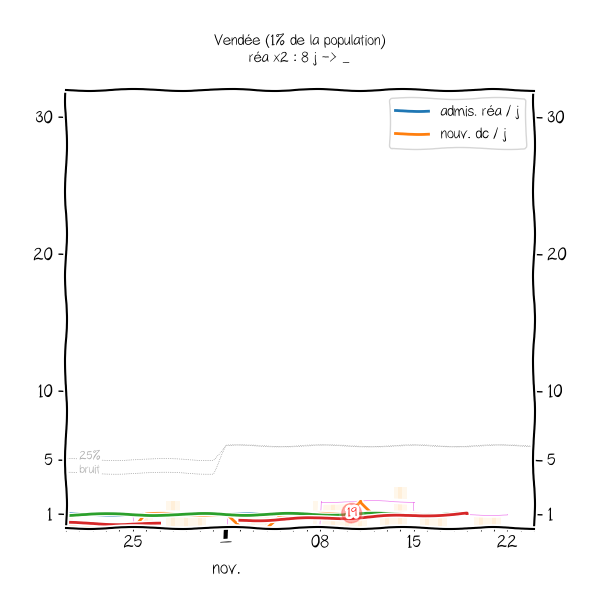 Vendée (1% de la population)
réa x2 : 8 j -> _
admis. réa / j
nouv. dc / j
30
30
20
20
10
10
5
5
25%
bruit
1
1
19
25
08
15
22
nov.